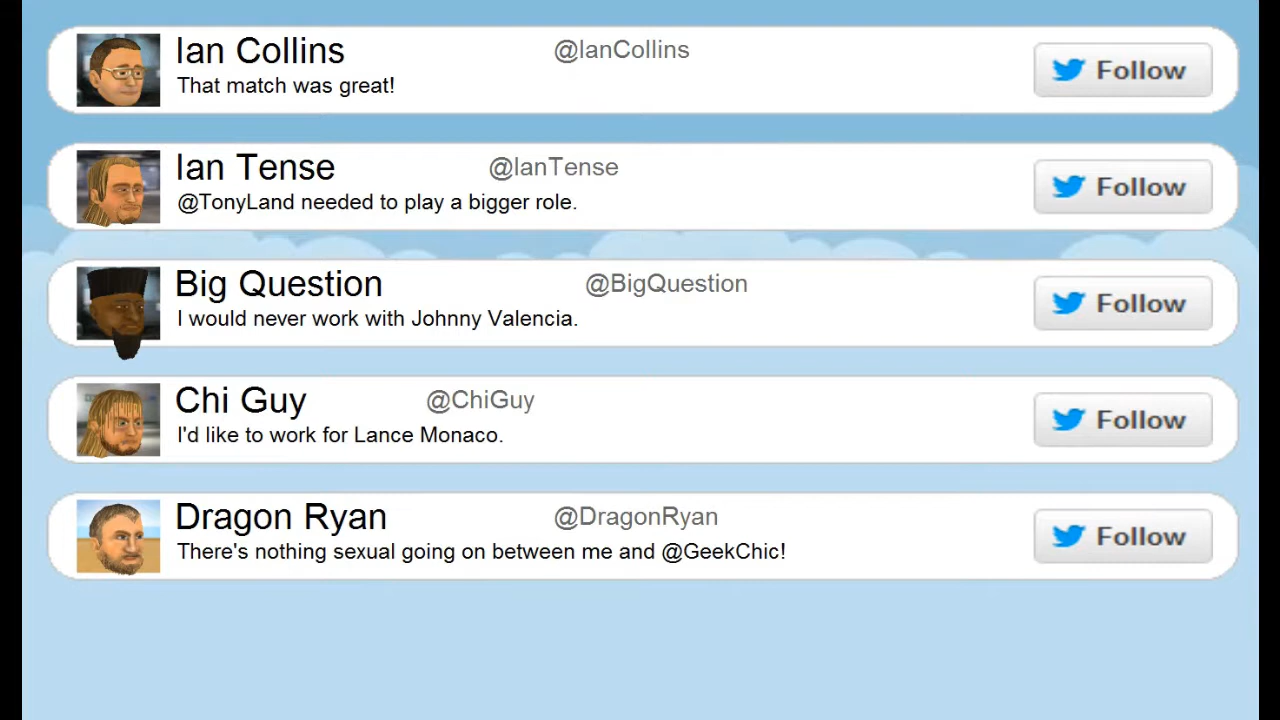 Ian Collins @IanCollins Follow
That match was great!
Ian Tense @IanTense Follow
@TonyLand needed to play a bigger role.
Big Question @BigQuestion Follow
I would never work with Johnny Valencia.
Chi Guy @ChiGuy Follow
I'd like to work for Lance Monaco.
Dragon Ryan @DragonRyan Follow
There's nothing sexual going on between me and @GeekChic!